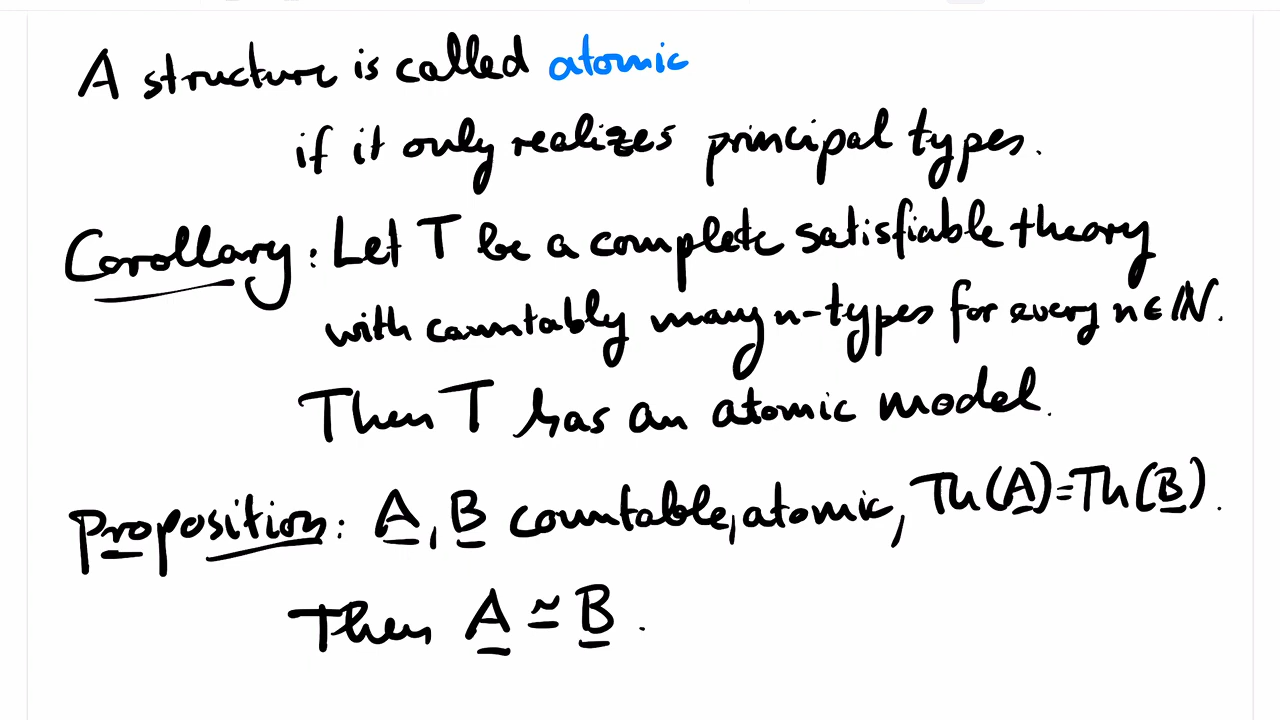 A structure is called atomic
if it only realizes principal types.
Corollary: Let T be a complete satisfiable theory
with countably many n-types for every n ∈ ℕ.
Then T has an atomic model.
Proposition: A̲, B̲ countable, atomic, Th(A̲)=Th(B̲).
Then A̲ ≃ B̲.